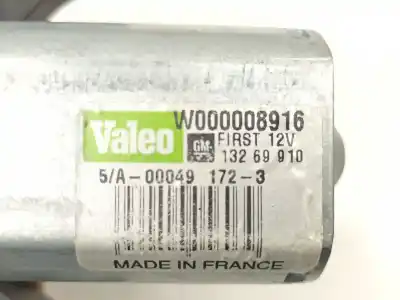 Valeo W000008916
GM FIRST 12V
132 69 910
5/A-00049 172-3
MADE IN FRANCE